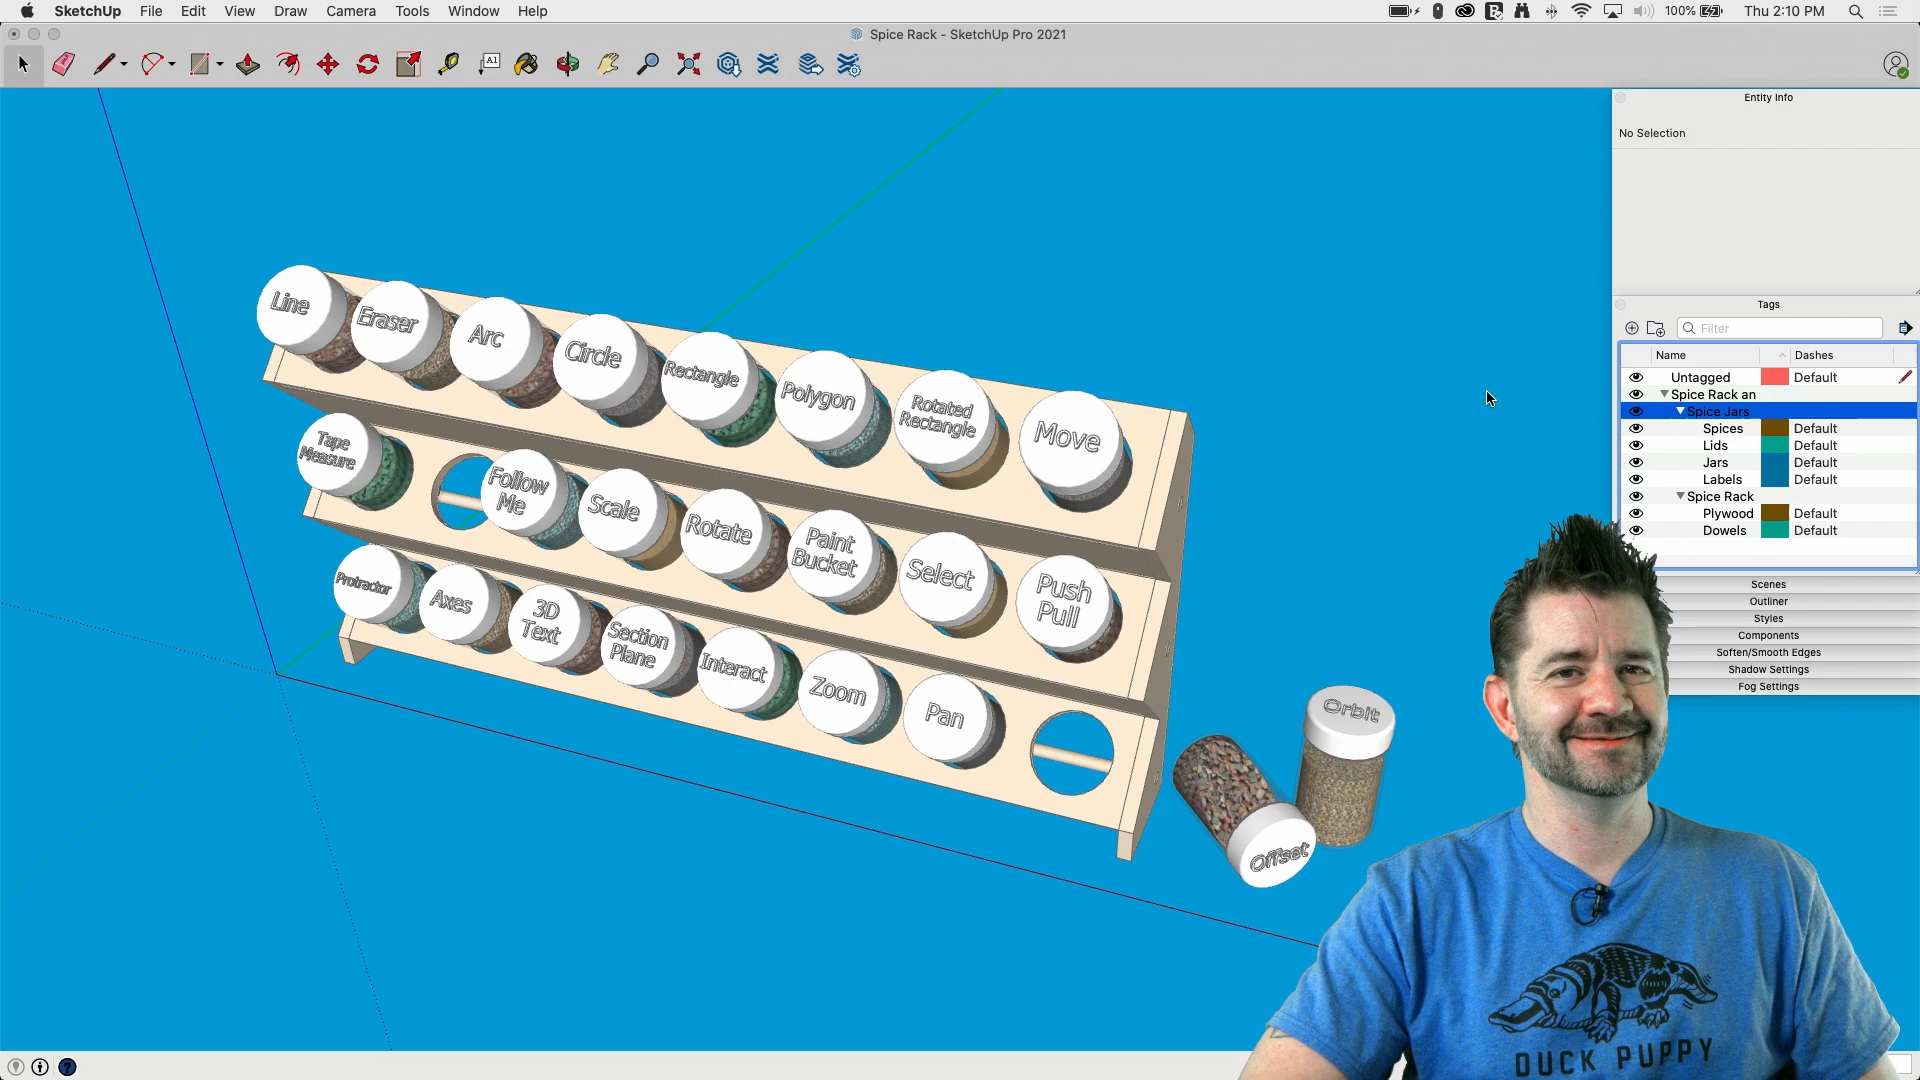 SketchUp File Edit View Draw Camera Tools Window Help
100% Thu 2:10 PM
Spice Rack - SketchUp Pro 2021
A1
Entity Info
No Selection
Tags
Filter
Name Dashes
Untagged Default
Spice Rack an
Spice Jars
Spices Default
Lids Default
Jars Default
Labels Default
Spice Rack
Plywood Default
Dowels Default
Scenes
Outliner
Styles
Components
Soften/Smooth Edges
Shadow Settings
Fog Settings
Line
Eraser
Arc
Circle
Rectangle
Polygon
Rotated
Rectangle
Move
Tape
Measure
Follow
Me
Scale
Rotate
Paint
Bucket
Select
Push
Pull
Protractor
Axes
3D
Text
Section
Plane
Interact
Zoom
Pan
Orbit
Offset
DUCK PUPPY